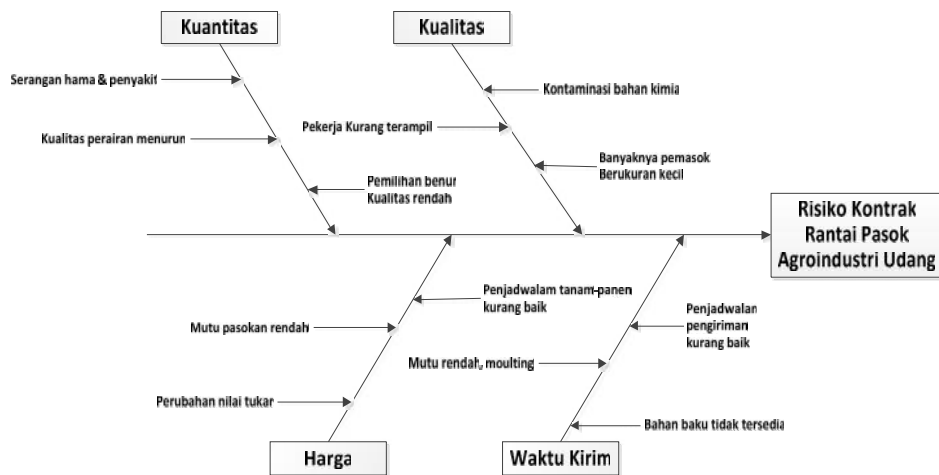 Kuantitas
Kualitas
Serangan hama & penyakit
Kontaminasi bahan kimia
Pekerja Kurang terampil
Kualitas perairan menurun
Banyaknya pemasok
Berukuran kecil
Pemilihan benur
Kualitas rendah
Risiko Kontrak
Rantai Pasok
Agroindustri Udang
Penjadwalam tanam-panen
kurang baik
Penjadwalan
pengiriman
kurang baik
Mutu pasokan rendah
Mutu rendah, moulting
Perubahan nilai tukar
Bahan baku tidak tersedia
Harga
Waktu Kirim